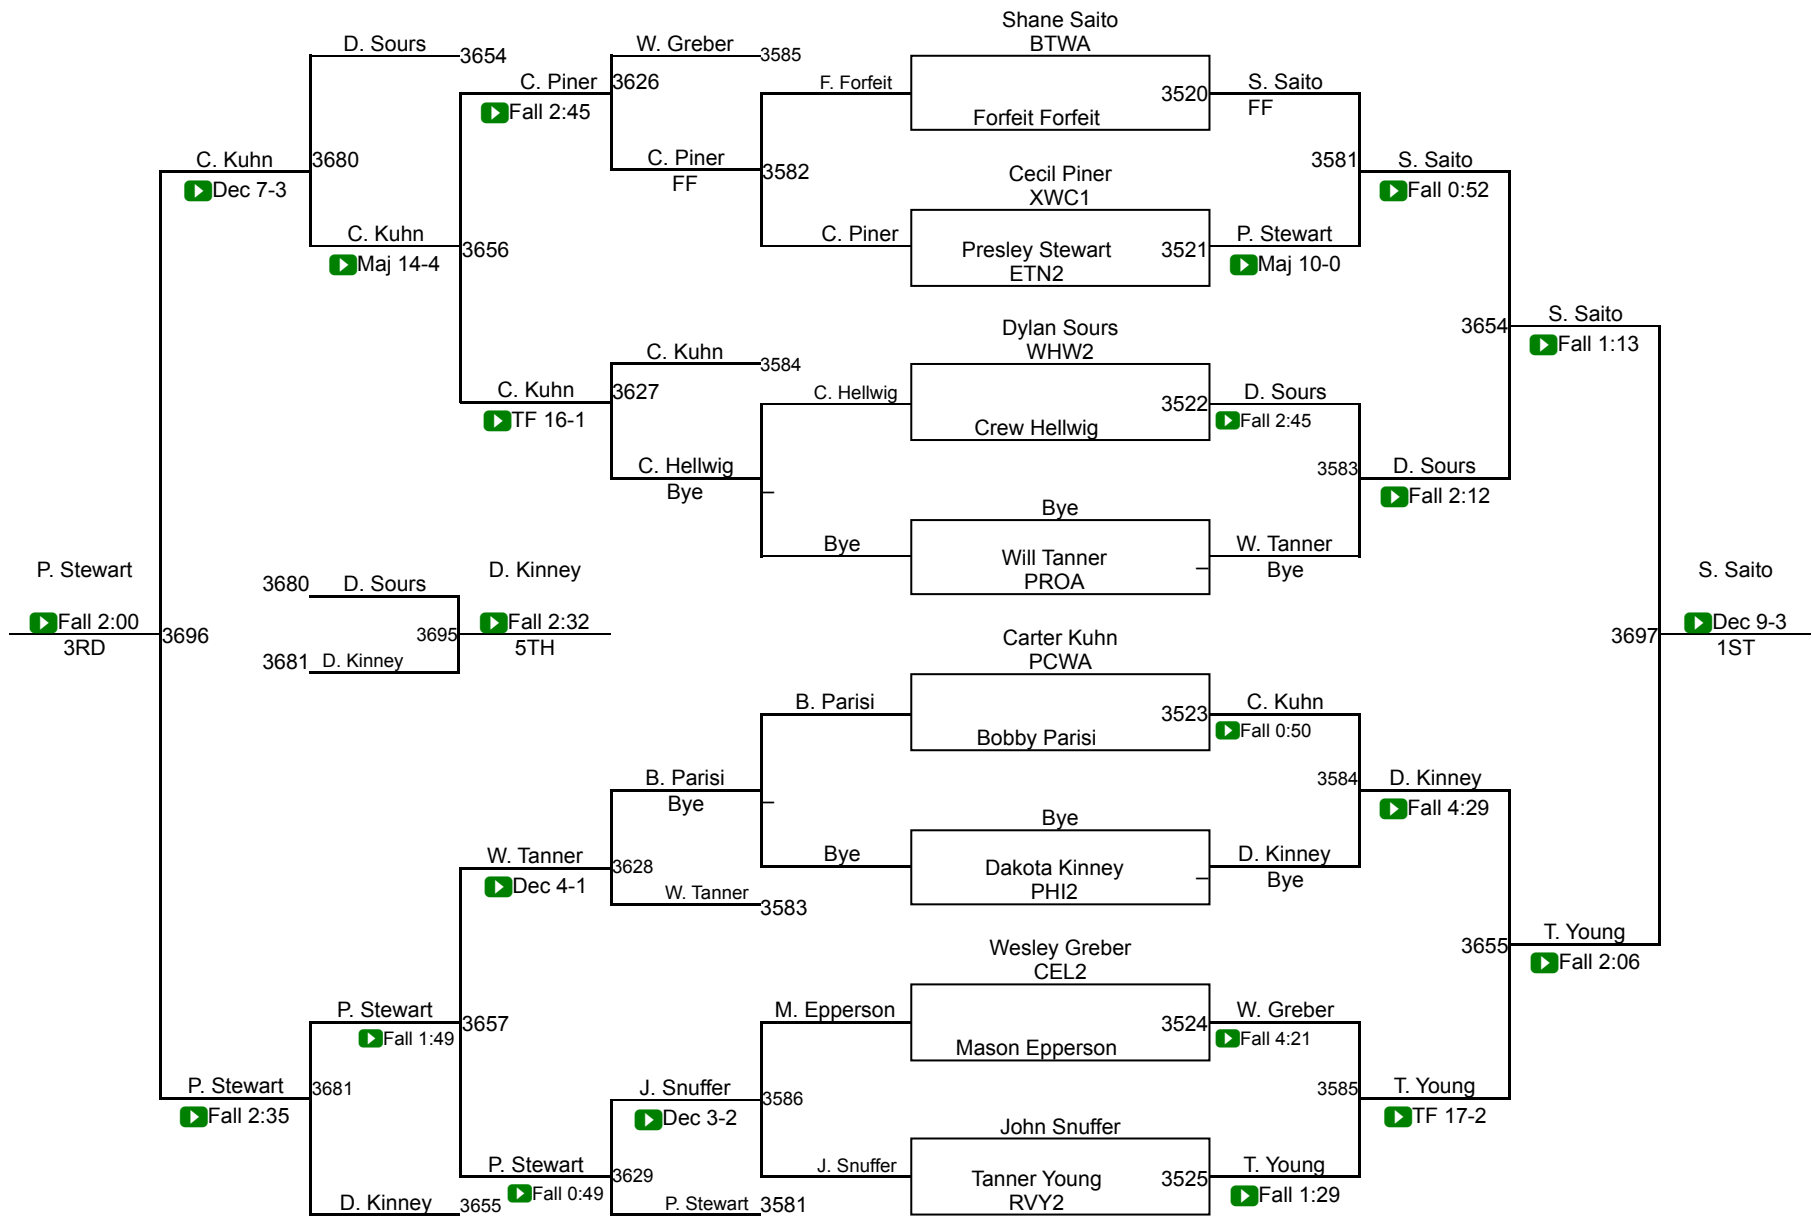 Shane Saito
BTWA
D. Sours
3654
W. Greber
3585
C. Piner
3626
F. Forfeit
3520
S. Saito
Fall 2:45
Forfeit Forfeit
FF
C. Kuhn
3680
C. Piner
3582
3581
S. Saito
Dec 7-3
FF
Cecil Piner
XWC1
Fall 0:52
C. Kuhn
3656
C. Piner
Presley Stewart
ETN2
3521
P. Stewart
Maj 14-4
Maj 10-0
Dylan Sours
WHW2
3654
S. Saito
Fall 1:13
C. Kuhn
3584
C. Kuhn
3627
C. Hellwig
3522
D. Sours
TF 16-1
Crew Hellwig
Fall 2:45
C. Hellwig
Bye
3583
D. Sours
Fall 2:12
Bye
Bye
Will Tanner
PROA
W. Tanner
Bye
P. Stewart
3680
D. Sours
D. Kinney
S. Saito
Fall 2:00
3RD
3696
3695
Fall 2:32
5TH
3697
Dec 9-3
1ST
3681
D. Kinney
Carter Kuhn
PCWA
B. Parisi
3523
C. Kuhn
Bobby Parisi
Fall 0:50
B. Parisi
Bye
3584
D. Kinney
Fall 4:29
Bye
W. Tanner
3628
Bye
Dakota Kinney
PHI2
D. Kinney
Bye
Dec 4-1
W. Tanner
3583
Wesley Greber
CEL2
3655
T. Young
Fall 2:06
P. Stewart
3657
M. Epperson
3524
W. Greber
Fall 1:49
Mason Epperson
Fall 4:21
P. Stewart
3681
J. Snuffer
3586
3585
T. Young
Fall 2:35
Dec 3-2
John Snuffer
TF 17-2
P. Stewart
3629
J. Snuffer
Tanner Young
RVY2
3525
T. Young
Fall 0:49
Fall 1:29
D. Kinney
3655
P. Stewart
3581